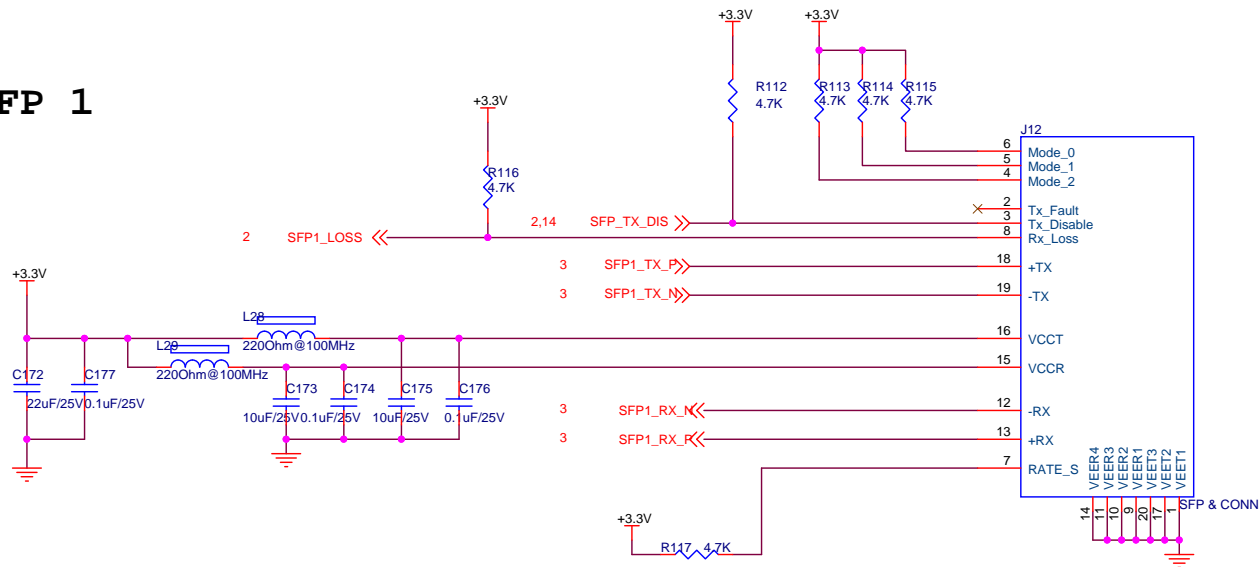 +3.3V +3.3V
FP 1
R112 R113 R114 R115
4.7K 4.7K 4.7K 4.7K
+3.3V
J12
R116
4.7K
6 Mode_0
5 Mode_1
4 Mode_2
2 Tx_Fault
2,14 SFP_TX_DIS 3 Tx_Disable
2 SFP1_LOSS 8 Rx_Loss
3 SFP1_TX_P 18 +TX
+3.3V
3 SFP1_TX_N 19 -TX
L28
220Ohm@100MHz
16 VCCT
L29
220Ohm@100MHz
15 VCCR
C172 C177 C173 C174 C175 C176
22uF/25V 0.1uF/25V 10uF/25V 0.1uF/25V 10uF/25V 0.1uF/25V
3 SFP1_RX_N 12 -RX
3 SFP1_RX_P 13 +RX
7 RATE_S
VEER4 VEER3 VEER2 VEER1 VEET3 VEET2 VEET1
14 11 10 9 20 17 1
SFP & CONN
+3.3V
R117 4.7K